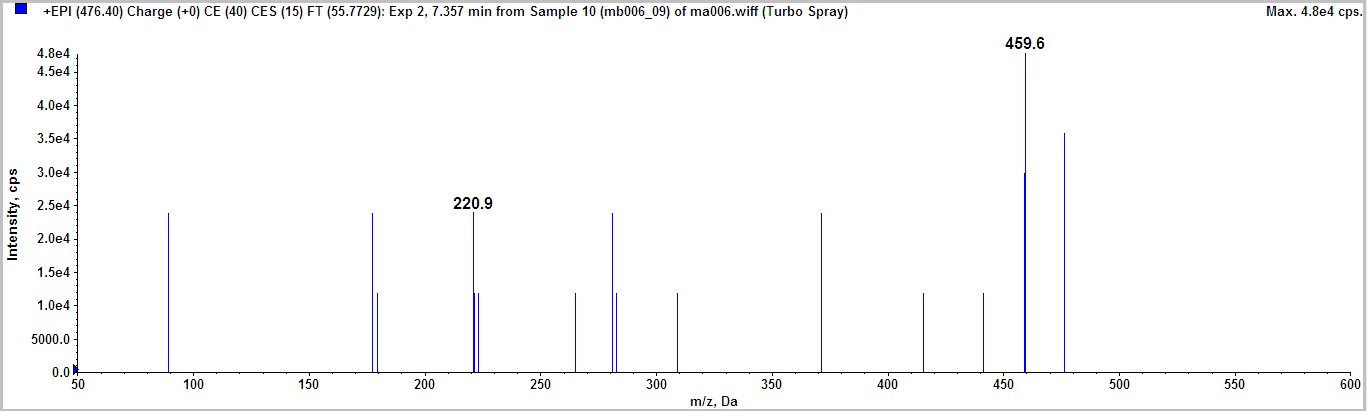 +EPI (476.40) Charge (+0) CE (40) CES (15) FT (55.7729): Exp 2, 7.357 min from Sample 10 (mb006_09) of ma006.wiff (Turbo Spray)
Max. 4.8e4 cps.
459.6
220.9
4.8e4
4.5e4
4.0e4
3.5e4
3.0e4
2.5e4
2.0e4
1.5e4
1.0e4
5000.0
0.0
Intensity, cps
50 100 150 200 250 300 350 400 450 500 550 600
m/z, Da